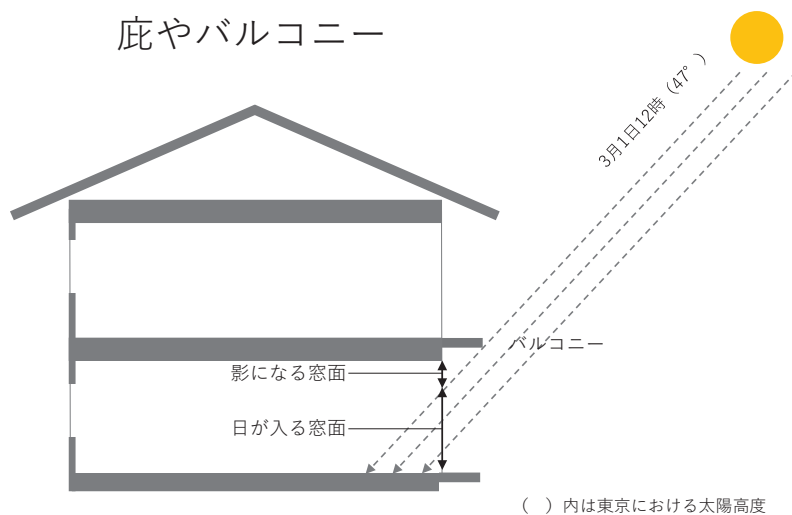 庇やバルコニー
3月1日12時（47°）
バルコニー
影になる窓面
日が入る窓面
（　）内は東京における太陽高度